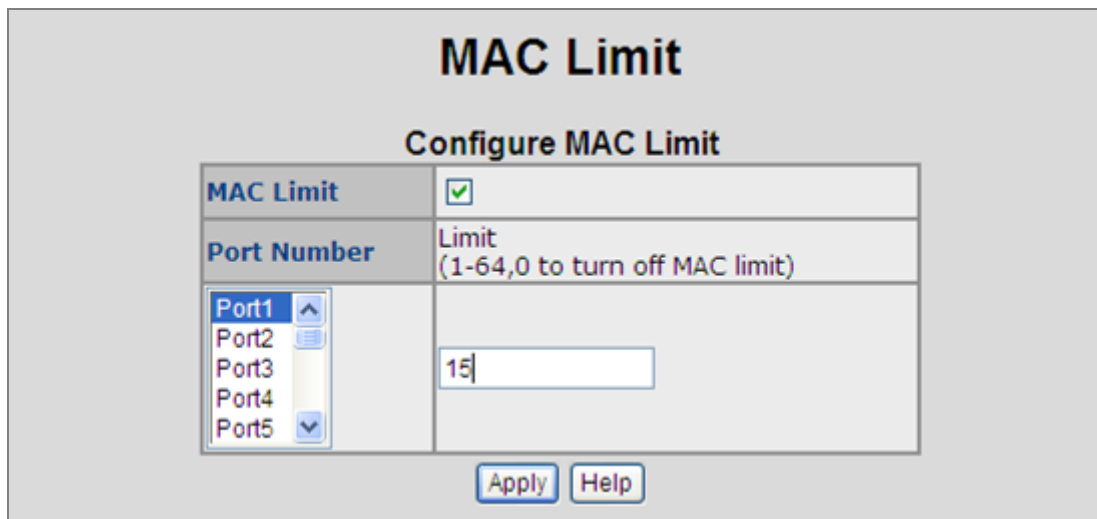 MAC Limit
Configure MAC Limit
MAC Limit
Port Number
Limit
(1-64,0 to turn off MAC limit)
Port1
Port2
Port3
Port4
Port5
15
Apply
Help